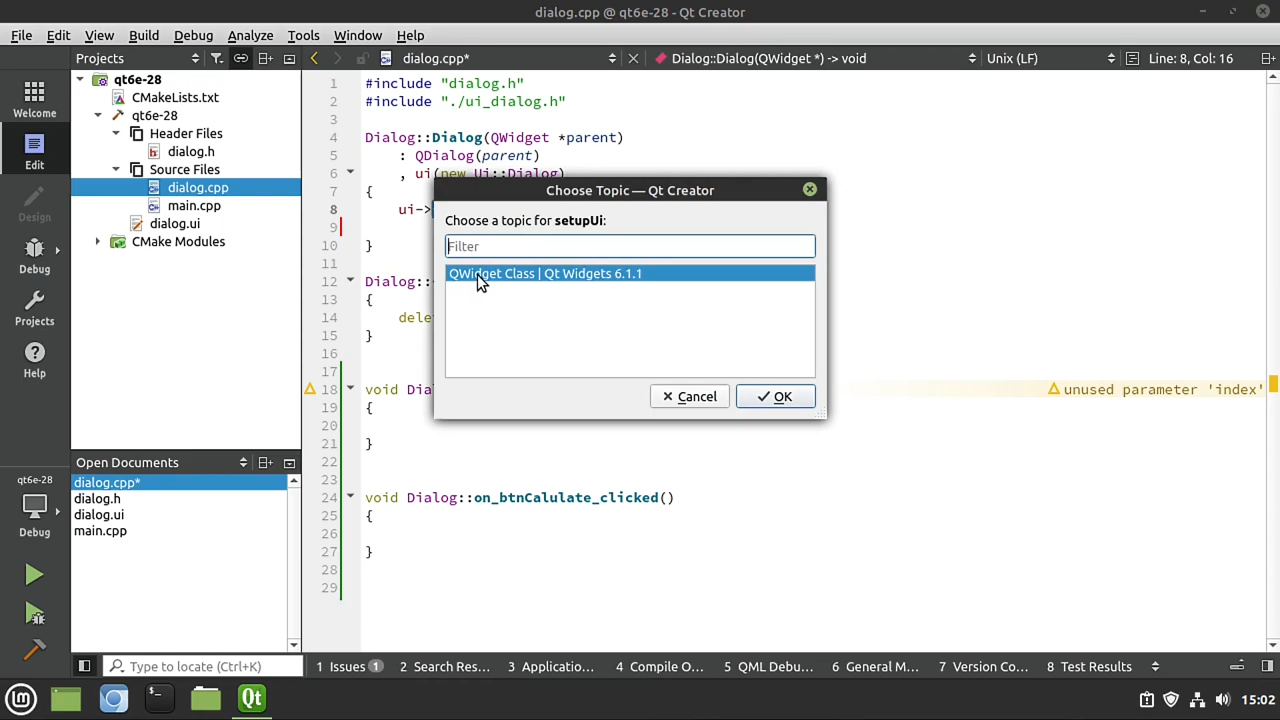 dialog.cpp @ qt6e-28 - Qt Creator
File Edit View Build Debug Analyze Tools Window Help
Projects
dialog.cpp*
Dialog::Dialog(QWidget *) -> void
Unix (LF)
Line: 8, Col: 16
Welcome
Edit
Design
Debug
Projects
Help
qt6e-28
Debug
qt6e-28
CMakeLists.txt
qt6e-28
Header Files
dialog.h
Source Files
dialog.cpp
main.cpp
dialog.ui
CMake Modules
Open Documents
dialog.cpp*
dialog.h
dialog.ui
main.cpp
1 #include "dialog.h"
2 #include "./ui_dialog.h"
3
4 Dialog::Dialog(QWidget *parent)
5 : QDialog(parent)
6 , ui(new Ui::Dialog)
7 {
8 ui->
9
10 }
11
12 Dialog::
13 {
14 dele
15 }
16
17
18 void Dia unused parameter 'index'
19 {
20
21 }
22
23
24 void Dialog::on_btnCalulate_clicked()
25 {
26
27 }
28
29
Choose Topic — Qt Creator
Choose a topic for setupUi:
Filter
QWidget Class | Qt Widgets 6.1.1
Cancel
OK
Type to locate (Ctrl+K)
1 Issues 1
2 Search Res...
3 Applicatio...
4 Compile O...
5 QML Debu...
6 General M...
7 Version Co...
8 Test Results
Qt
15:02